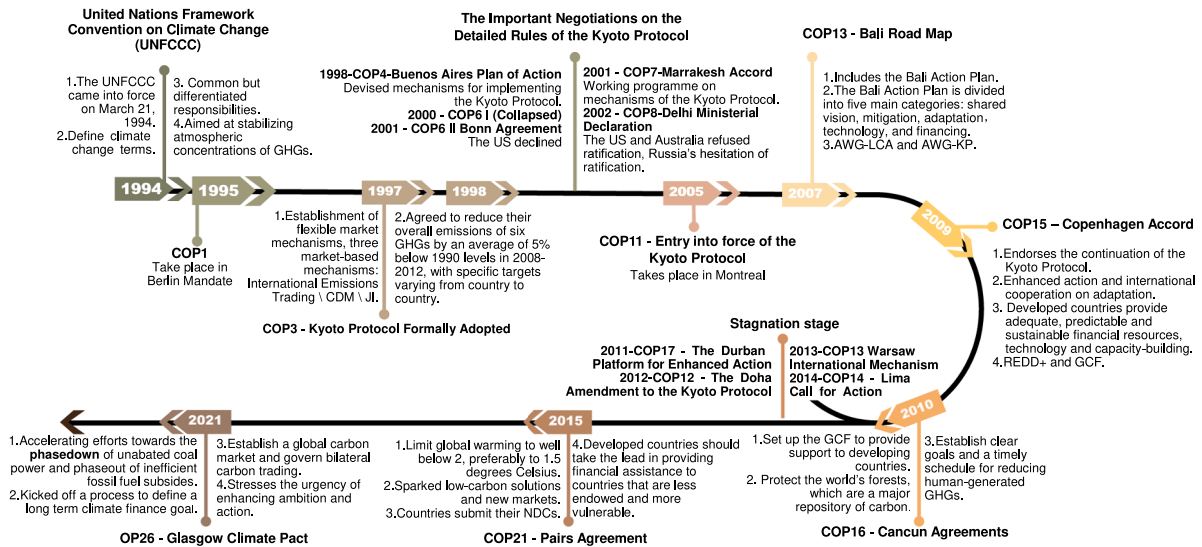 United Nations Framework
Convention on Climate Change
(UNFCCC)
1.The UNFCCC
came into force
on March 21,
1994.
2.Define climate
change terms.
3. Common but
differentiated
responsibilities.
4.Aimed at stabilizing
atmospheric
concentrations of GHGs.
The Important Negotiations on the
Detailed Rules of the Kyoto Protocol
1998-COP4-Buenos Aires Plan of Action
Devised mechanisms for implementing
the Kyoto Protocol.
2000 - COP6 I (Collapsed)
2001 - COP6 II Bonn Agreement
The US declined
2001 - COP7-Marrakesh Accord
Working programme on
mechanisms of the Kyoto Protocol.
2002 - COP8-Delhi Ministerial
Declaration
The US and Australia refused
ratification, Russia's hesitation of
ratification.
COP13 - Bali Road Map
1.Includes the Bali Action Plan.
2.The Bali Action Plan is divided
into five main categories: shared
vision, mitigation, adaptation,
technology, and financing.
3.AWG-LCA and AWG-KP.
1994
1995
1997
1998
2005
2007
2009
COP1
Take place in
Berlin Mandate
1.Establishment of
flexible market
mechanisms, three
market-based
mechanisms:
International Emissions
Trading \ CDM \ JI.
2.Agreed to reduce their
overall emissions of six
GHGs by an average of 5%
below 1990 levels in 2008-
2012, with specific targets
varying from country to
country.
COP3 - Kyoto Protocol Formally Adopted
COP11 - Entry into force of the
Kyoto Protocol
Takes place in Montreal
COP15 – Copenhagen Accord
1.Endorses the continuation of the
Kyoto Protocol.
2.Enhanced action and international
cooperation on adaptation.
3. Developed countries provide
adequate, predictable and
sustainable financial resources,
technology and capacity-building.
4.REDD+ and GCF.
Stagnation stage
2011-COP17 - The Durban
Platform for Enhanced Action
2012-COP12 - The Doha
Amendment to the Kyoto Protocol
2013-COP13 Warsaw
International Mechanism
2014-COP14 - Lima
Call for Action
2010
2015
2021
1.Set up the GCF to provide
support to developing
countries.
2. Protect the world's forests,
which are a major
repository of carbon.
3.Establish clear
goals and a timely
schedule for reducing
human-generated
GHGs.
COP16 - Cancun Agreements
1.Limit global warming to well
below 2, preferably to 1.5
degrees Celsius.
2.Sparked low-carbon solutions
and new markets.
3.Countries submit their NDCs.
4.Developed countries should
take the lead in providing
financial assistance to
countries that are less
endowed and more
vulnerable.
COP21 - Pairs Agreement
1.Accelerating efforts towards the
phasedown of unabated coal
power and phaseout of inefficient
fossil fuel subsides.
2.Kicked off a process to define a
long term climate finance goal.
3.Establish a global carbon
market and govern bilateral
carbon trading.
4.Stresses the urgency of
enhancing ambition and
action.
OP26 - Glasgow Climate Pact